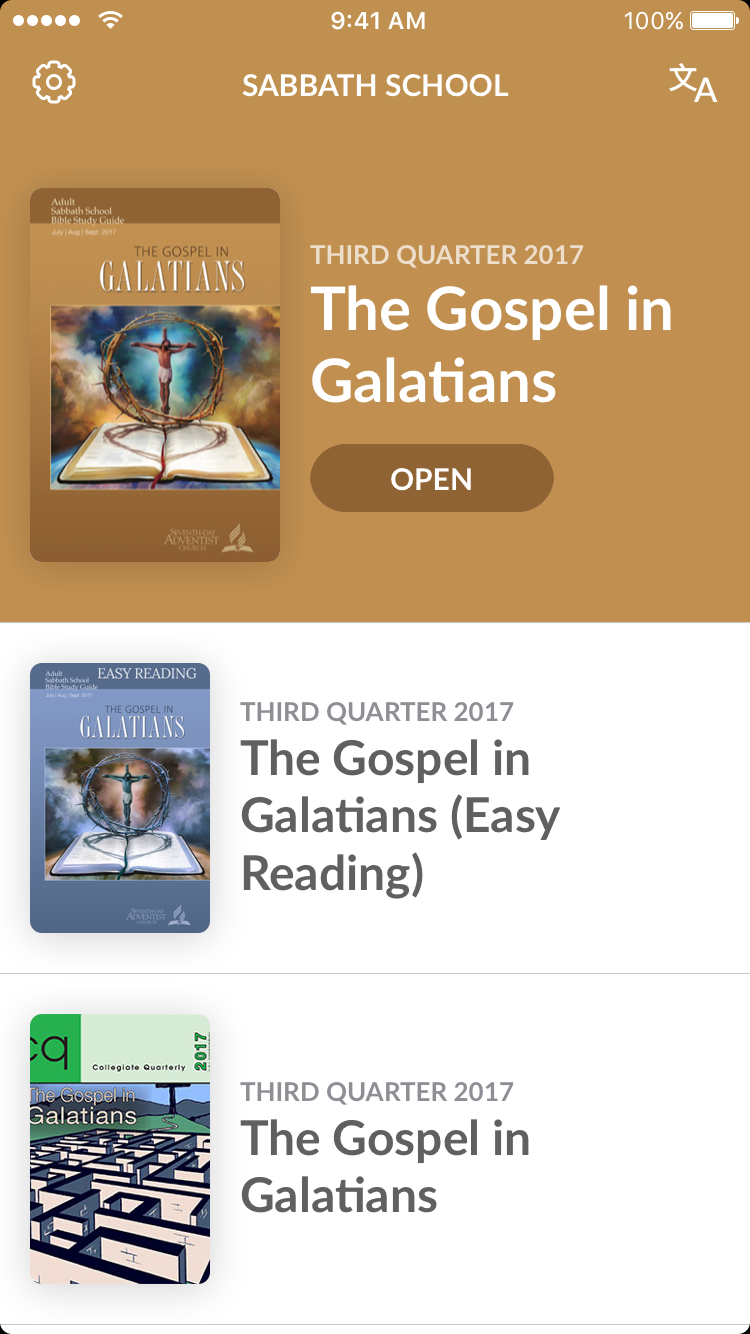 9:41 AM
100%
SABBATH SCHOOL
文A
Adult
Sabbath School
Bible Study Guide
July | Aug | Sept 2017
THE GOSPEL IN
GALATIANS
SEVENTH-DAY
ADVENTIST
CHURCH
THIRD QUARTER 2017
The Gospel in
Galatians
OPEN
Adult
Sabbath School
Bible Study Guide
EASY READING
July | Aug | Sept 2017
THE GOSPEL IN
GALATIANS
SEVENTH-DAY
ADVENTIST
CHURCH
THIRD QUARTER 2017
The Gospel in
Galatians (Easy
Reading)
cq
Collegiate Quarterly
2017
The Gospel in
Galatians
THIRD QUARTER 2017
The Gospel in
Galatians